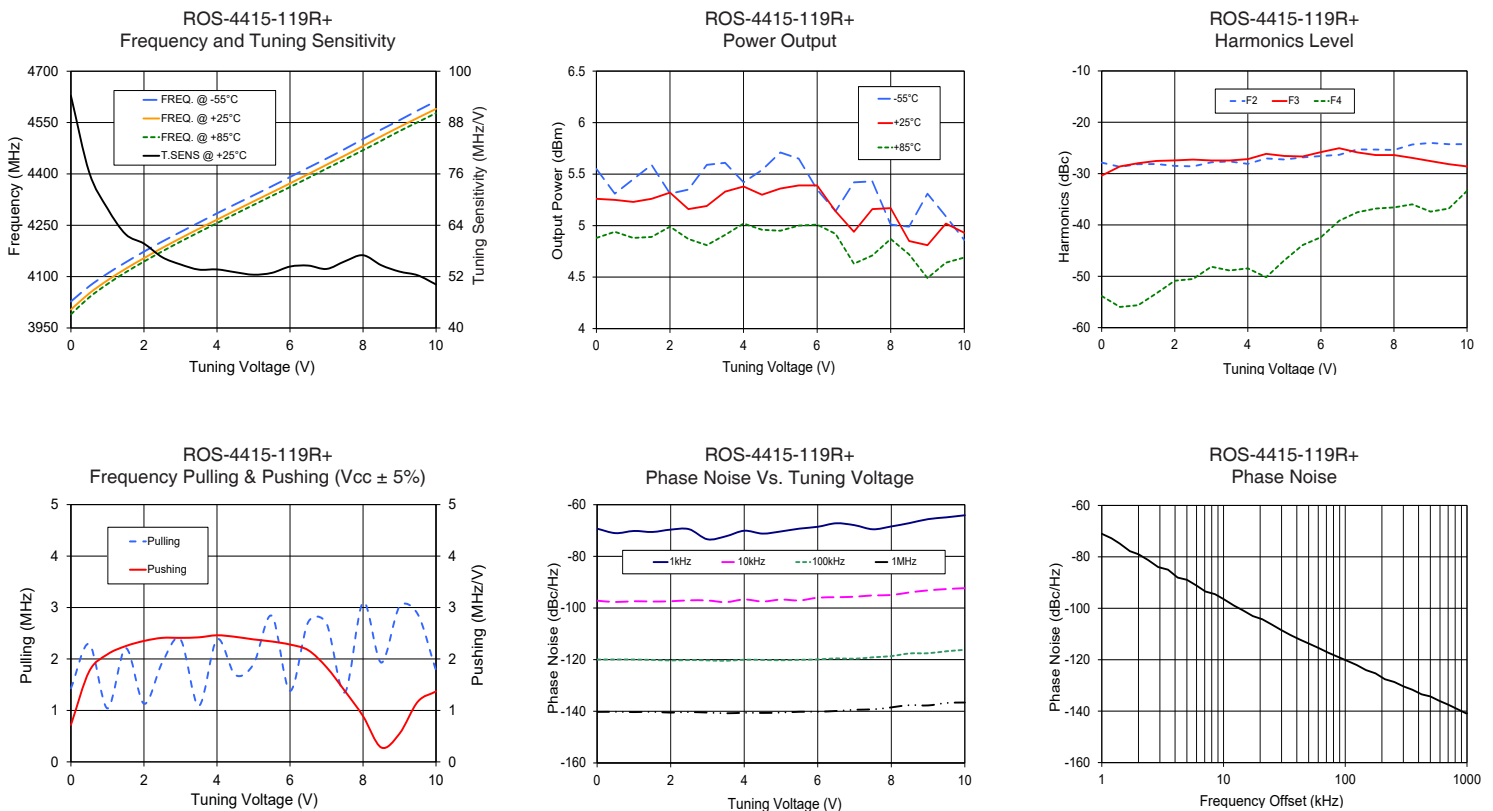 ROS-4415-119R+
Frequency and Tuning Sensitivity
4700
4550
4400
4250
4100
3950
100
88
76
64
52
40
Frequency (MHz)
Tuning Sensitivity (MHz/V)
FREQ. @ -55°C
FREQ. @ +25°C
FREQ. @ +85°C
T.SENS @ +25°C
0 2 4 6 8 10
Tuning Voltage (V)
ROS-4415-119R+
Power Output
6.5
6
5.5
5
4.5
4
Output Power (dBm)
-55°C
+25°C
+85°C
0 2 4 6 8 10
Tuning Voltage (V)
ROS-4415-119R+
Harmonics Level
-10
-20
-30
-40
-50
-60
Harmonics (dBc)
F2 F3 F4
0 2 4 6 8 10
Tuning Voltage (V)
ROS-4415-119R+
Frequency Pulling & Pushing (Vcc ± 5%)
5
4
3
2
1
0
5
4
3
2
1
0
Pulling (MHz)
Pushing (MHz/V)
Pulling
Pushing
0 2 4 6 8 10
Tuning Voltage (V)
ROS-4415-119R+
Phase Noise Vs. Tuning Voltage
-60
-80
-100
-120
-140
-160
Phase Noise (dBc/Hz)
1kHz 10kHz 100kHz 1MHz
0 2 4 6 8 10
Tuning Voltage (V)
ROS-4415-119R+
Phase Noise
-60
-80
-100
-120
-140
-160
Phase Noise (dBc/Hz)
1 10 100 1000
Frequency Offset (kHz)